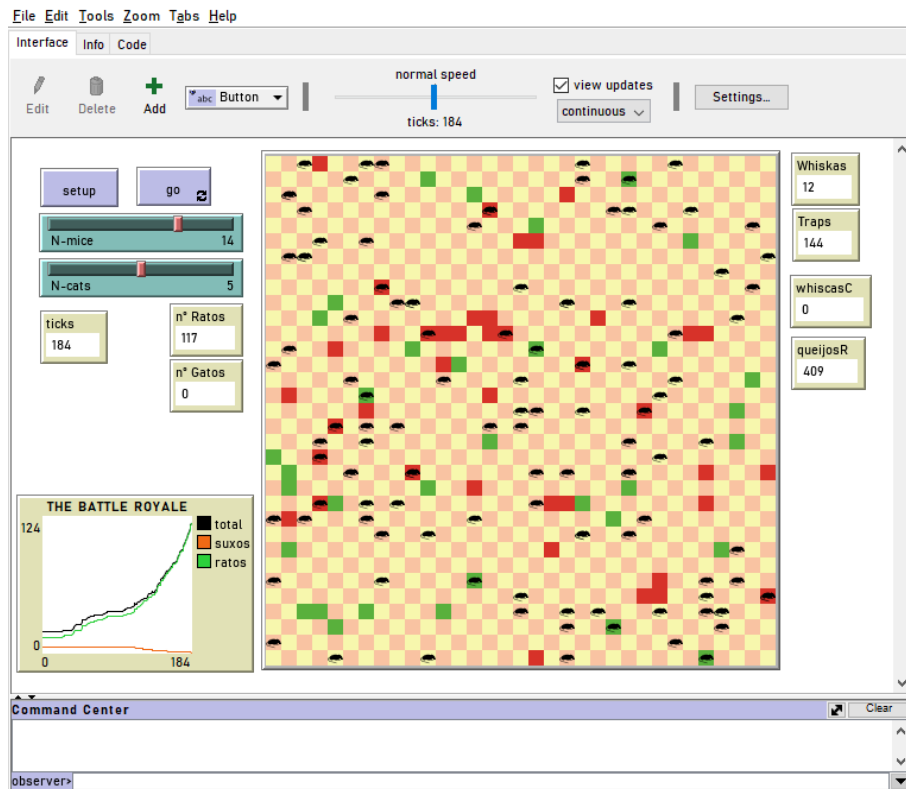 File Edit Tools Zoom Tabs Help
Interface Info Code
Edit Delete Add abc Button normal speed ticks: 184 view updates continuous Settings...
setup go
N-mice 14
N-cats 5
ticks
184
n° Ratos
117
n° Gatos
0
Whiskas
12
Traps
144
whiscasC
0
queijosR
409
THE BATTLE ROYALE
124
0
0 184
total
suxos
ratos
Command Center Clear
observer>